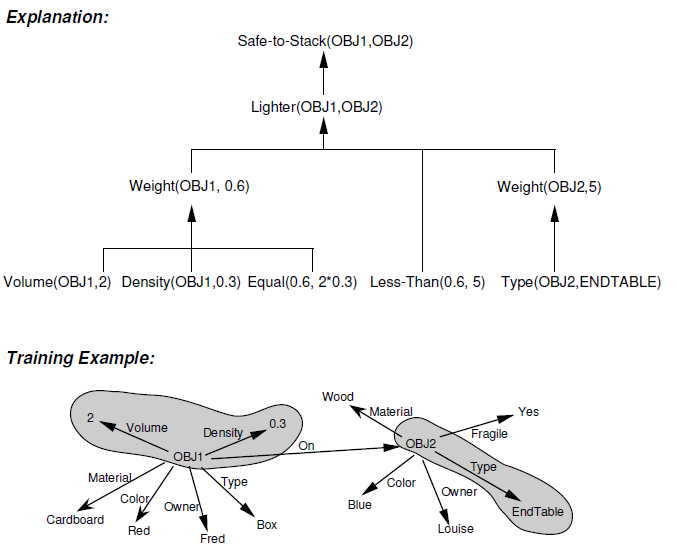 Explanation:
Safe-to-Stack(OBJ1,OBJ2)
Lighter(OBJ1,OBJ2)
Weight(OBJ1, 0.6)
Weight(OBJ2,5)
Volume(OBJ1,2)
Density(OBJ1,0.3)
Equal(0.6, 2*0.3)
Less-Than(0.6, 5)
Type(OBJ2,ENDTABLE)
Training Example:
2
Volume
Density
0.3
OBJ1
On
Material
Color
Owner
Type
Cardboard
Red
Fred
Box
Wood
Material
Yes
Fragile
OBJ2
Type
Color
Owner
Blue
Louise
EndTable